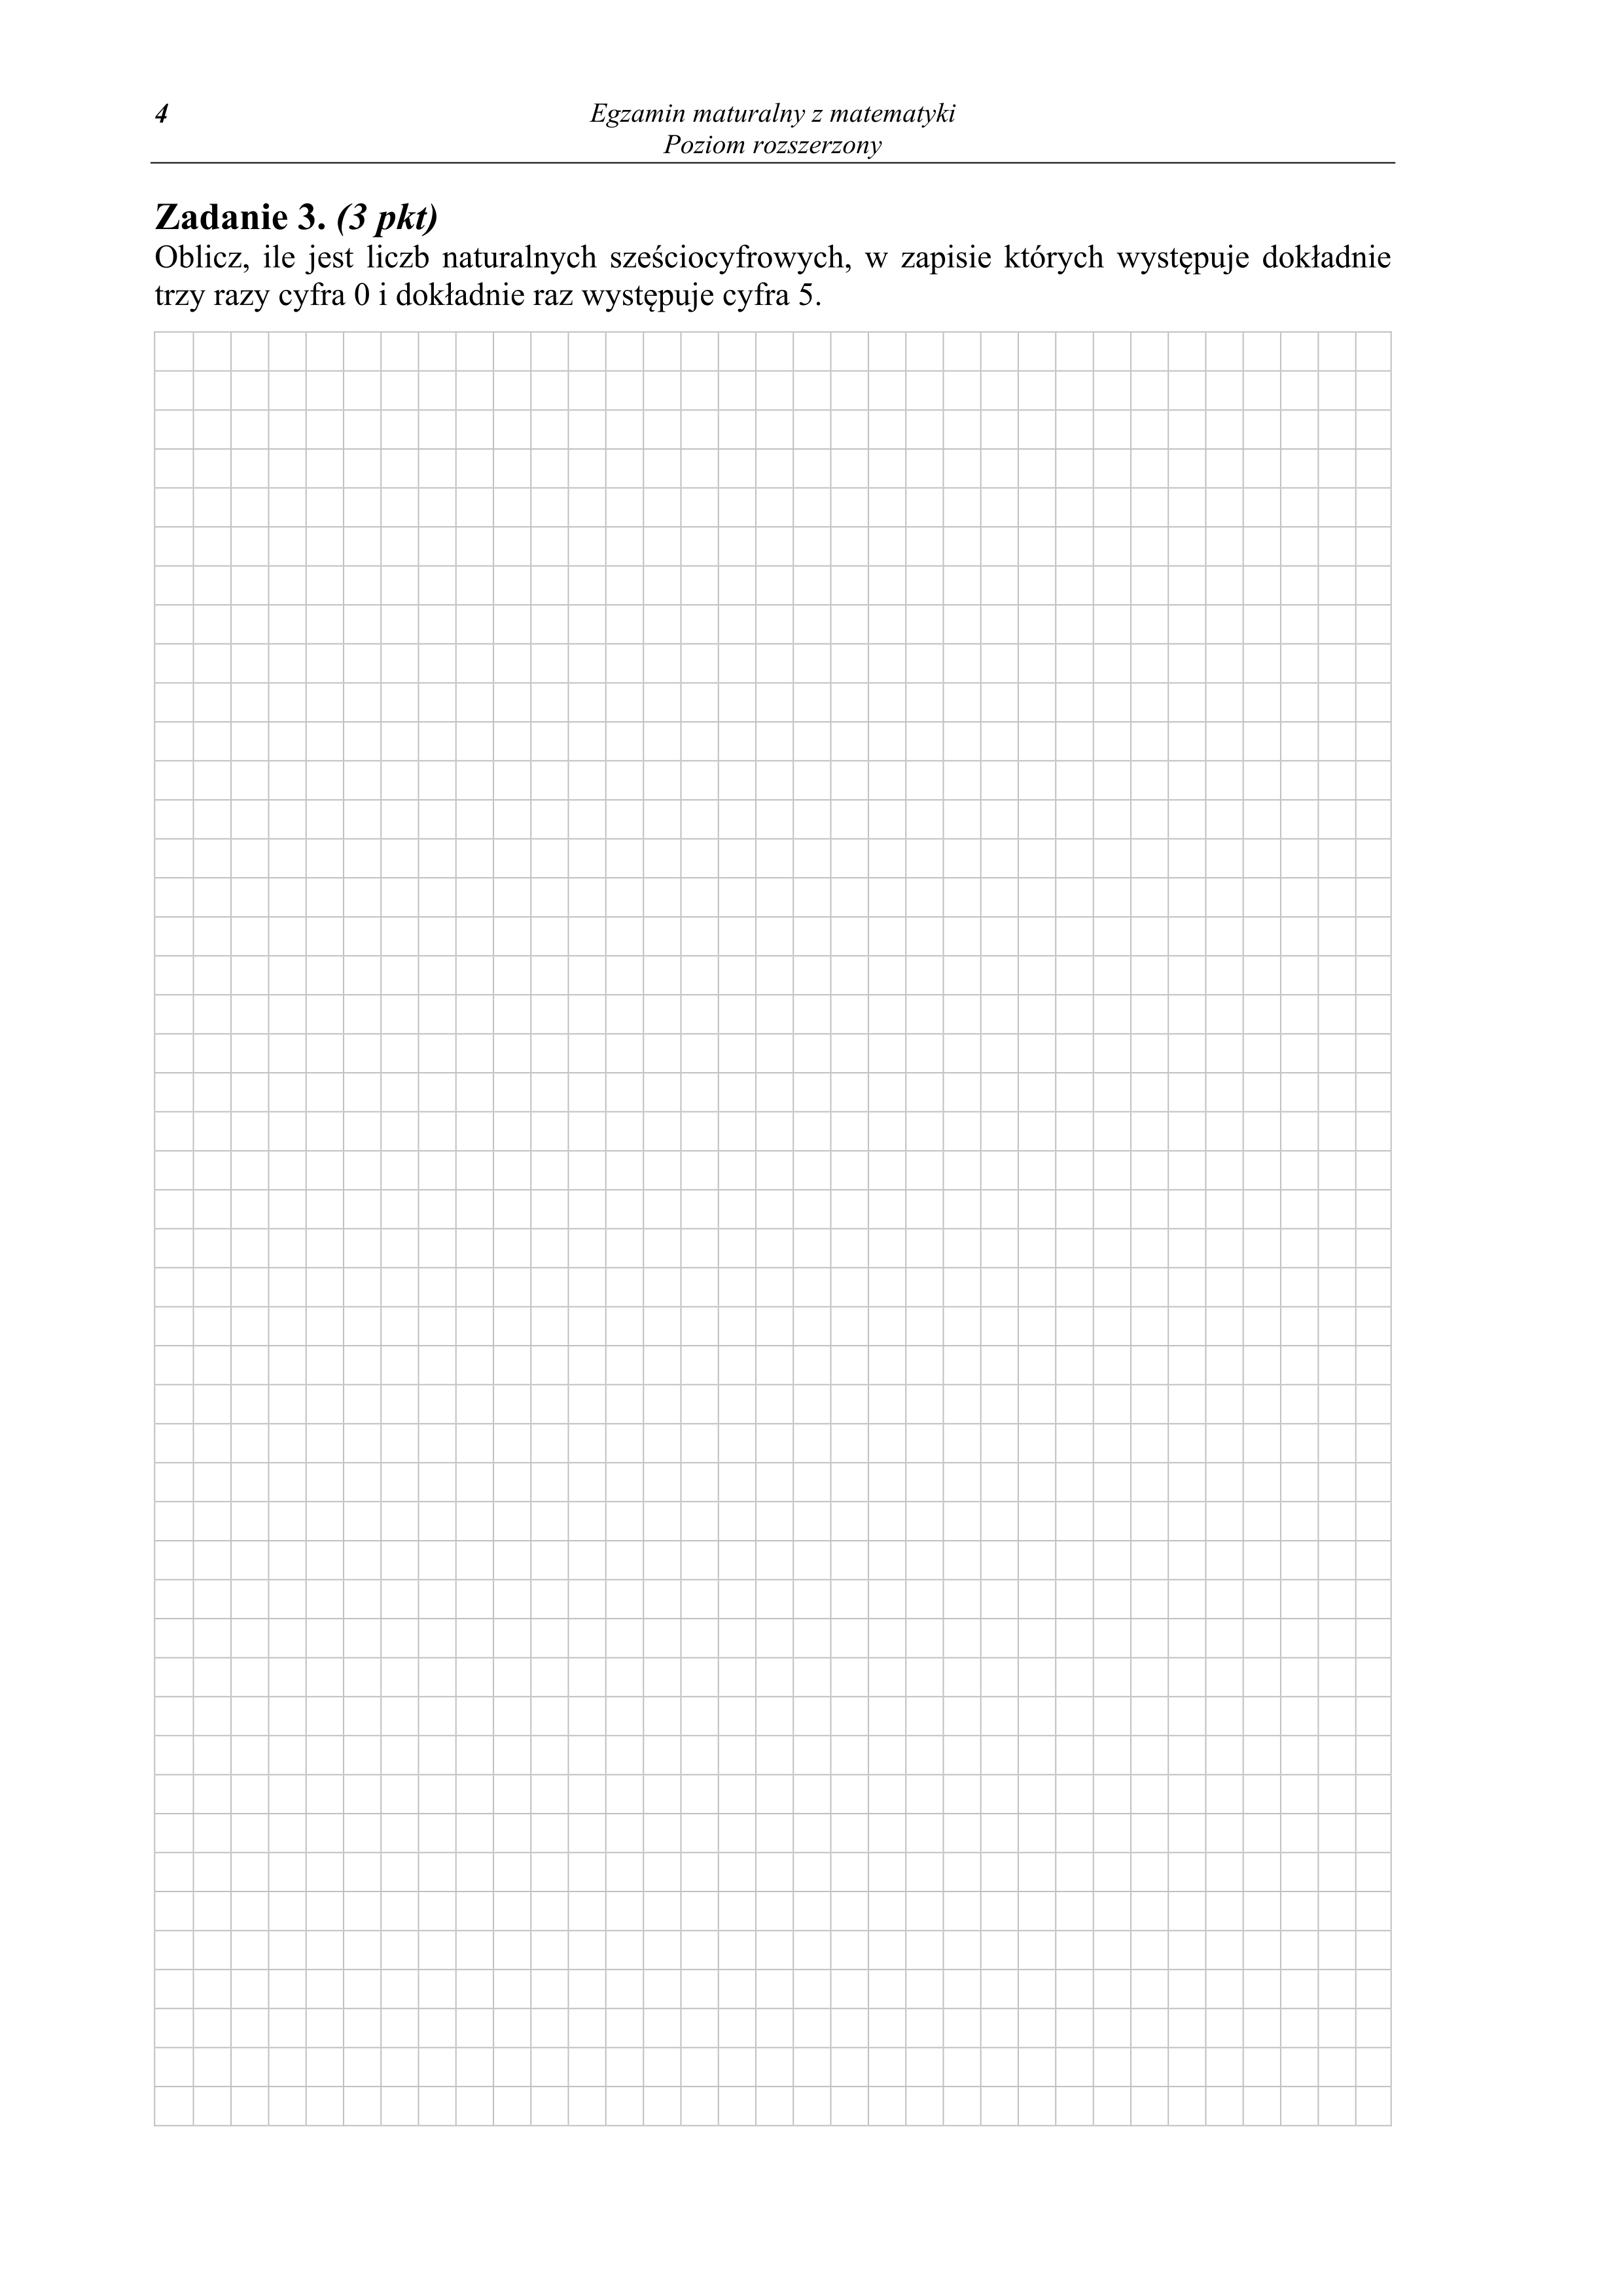 4
Egzamin maturalny z matematyki
Poziom rozszerzony
Zadanie 3. (3 pkt)
Oblicz, ile jest liczb naturalnych sześciocyfrowych, w zapisie których występuje dokładnie
trzy razy cyfra 0 i dokładnie raz występuje cyfra 5.